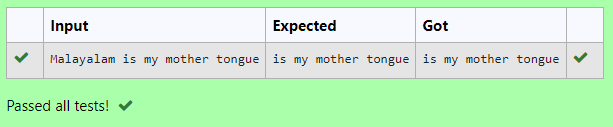 Input Expected Got
Malayalam is my mother tongue is my mother tongue is my mother tongue
Passed all tests!